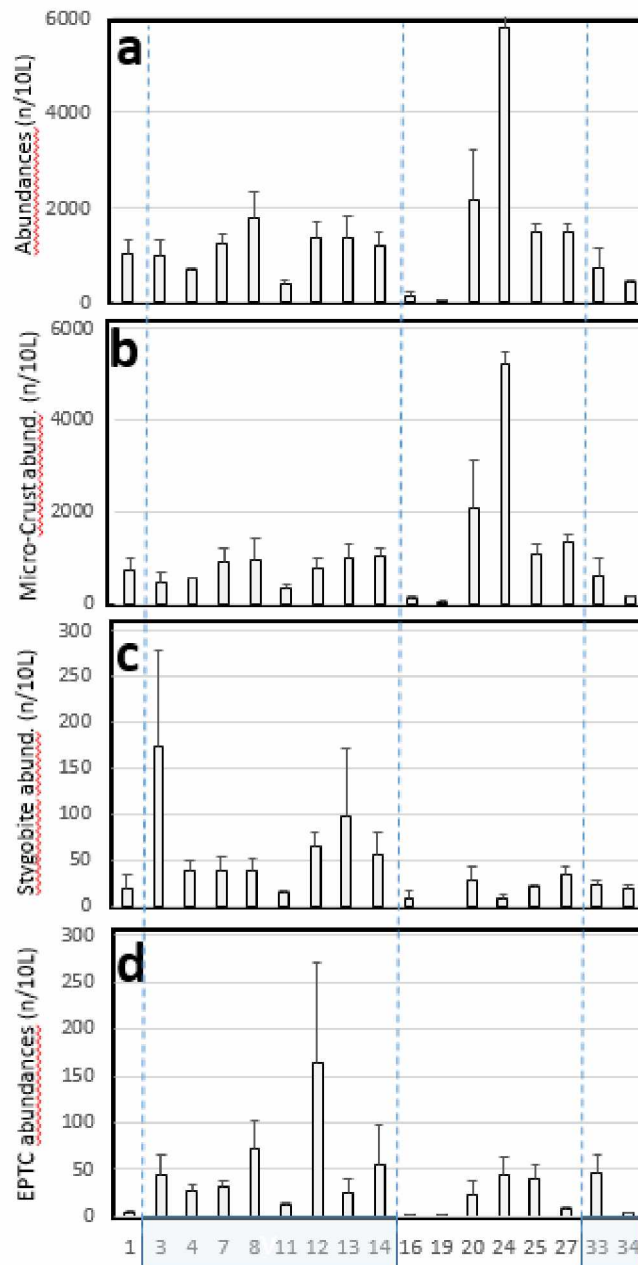 a
Abundances (n/10L)
6000
4000
2000
0
b
Micro-Crust abund. (n/10L)
6000
4000
2000
0
c
Stygobite abund. (n/10L)
300
250
200
150
100
50
0
d
EPTC abundances (n/10L)
300
250
200
150
100
50
0
1 3 4 7 8 11 12 13 14 16 19 20 24 25 27 33 34